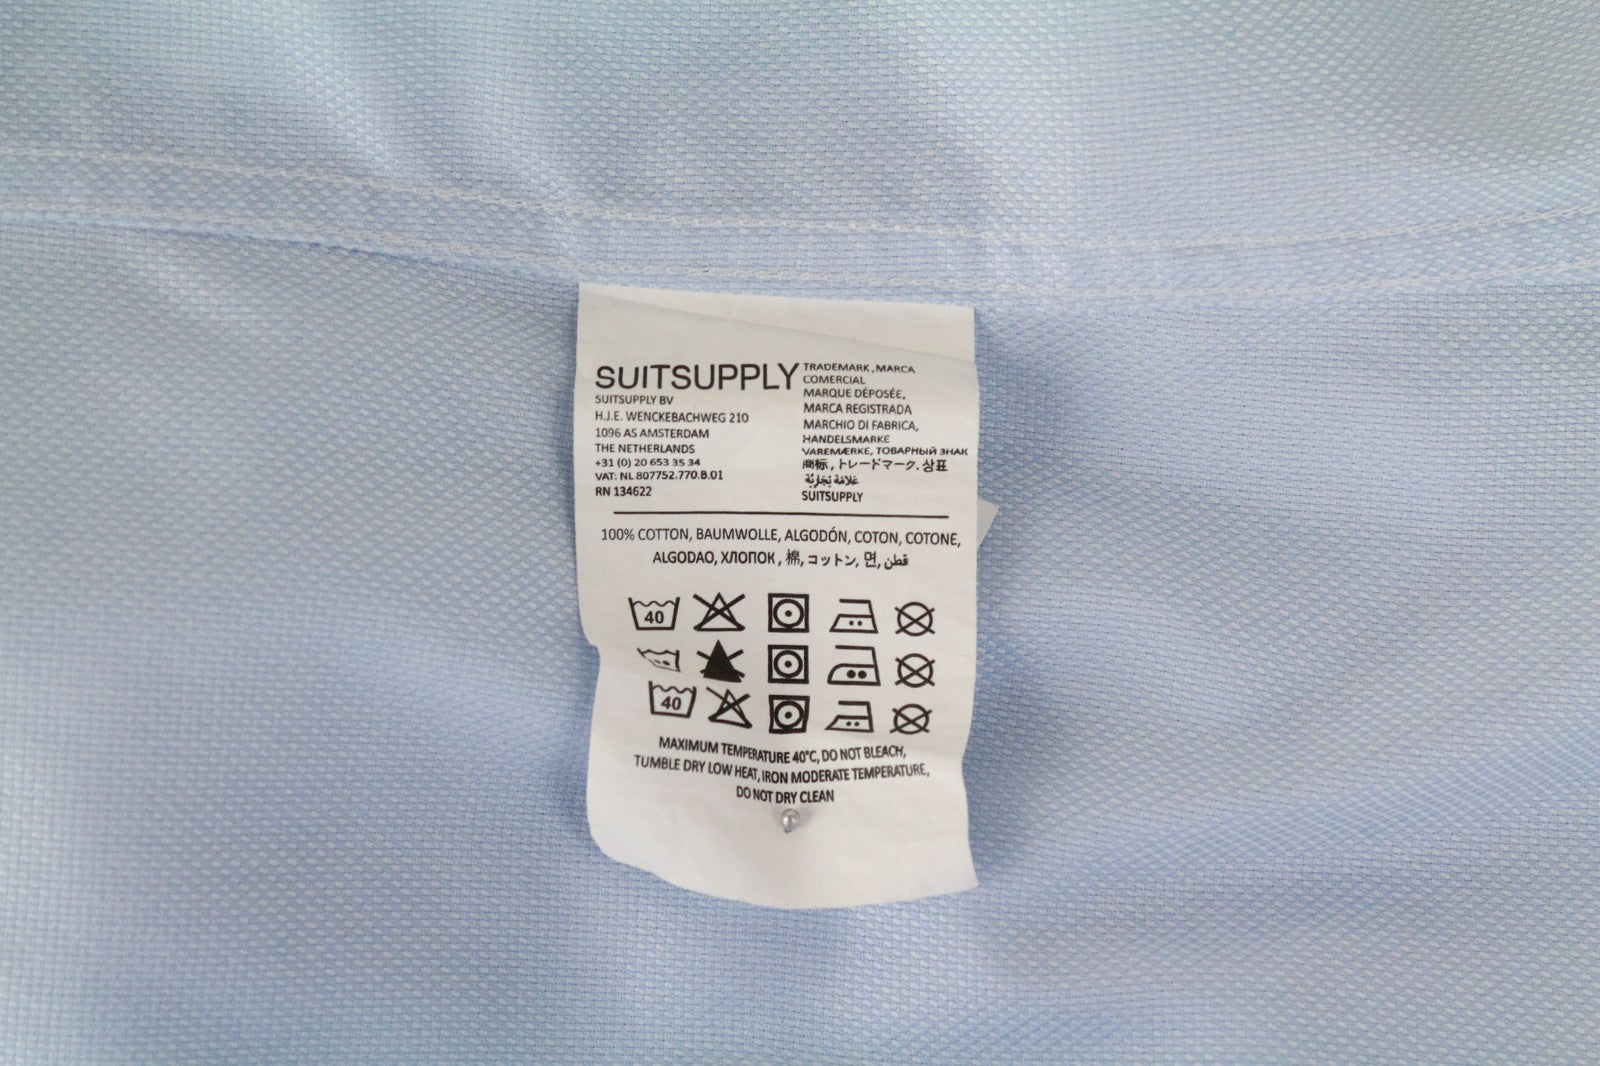 SUITSUPPLY
SUITSUPPLY BV
H.J.E. WENCKEBACHWEG 210
1096 AS AMSTERDAM
THE NETHERLANDS
+31 (0) 20 653 35 34
VAT: NL 807752.770.B.01
RN 134622
TRADEMARK ,MARCA
COMERCIAL
MARQUE DÉPOSÉE,
MARCA REGISTRADA
MARCHIO DI FABRICA,
HANDELSMARKE
VAREMÆRKE, ТОВАРНЫЙ ЗНАК
商标 , トレードマーク. 상표
علامة تجارية
SUITSUPPLY
100% COTTON, BAUMWOLLE, ALGODÓN, COTON, COTONE,
ALGODAO, ХЛОПОК , 棉, コットン, 면, قطن
40
40
MAXIMUM TEMPERATURE 40°C, DO NOT BLEACH,
TUMBLE DRY LOW HEAT, IRON MODERATE TEMPERATURE,
DO NOT DRY CLEAN